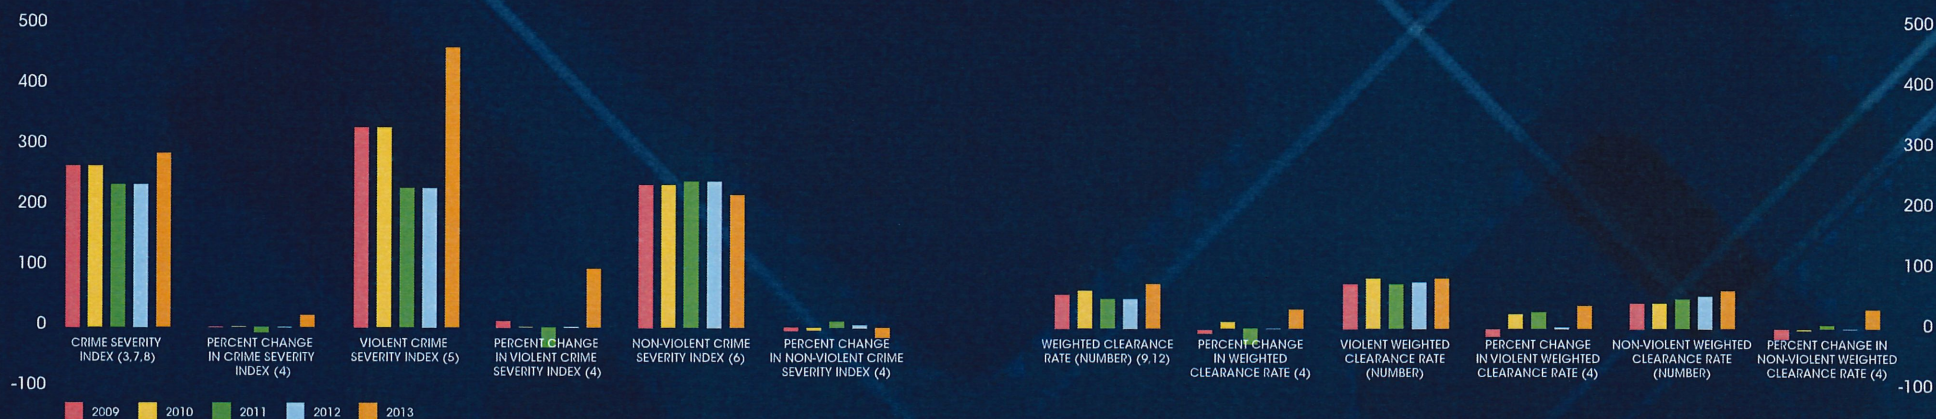 500
400
300
200
100
0
-100
CRIME SEVERITY
INDEX (3,7,8)
PERCENT CHANGE
IN CRIME SEVERITY
INDEX (4)
VIOLENT CRIME
SEVERITY INDEX (5)
PERCENT CHANGE
IN VIOLENT CRIME
SEVERITY INDEX (4)
NON-VIOLENT CRIME
SEVERITY INDEX (6)
PERCENT CHANGE
IN NON-VIOLENT CRIME
SEVERITY INDEX (4)
WEIGHTED CLEARANCE
RATE (NUMBER) (9,12)
PERCENT CHANGE
IN WEIGHTED
CLEARANCE RATE (4)
VIOLENT WEIGHTED
CLEARANCE RATE
(NUMBER)
PERCENT CHANGE
IN VIOLENT WEIGHTED
CLEARANCE RATE (4)
NON-VIOLENT WEIGHTED
CLEARANCE RATE
(NUMBER)
PERCENT CHANGE IN
NON-VIOLENT WEIGHTED
CLEARANCE RATE (4)
500
400
300
200
100
0
-100
2009 2010 2011 2012 2013